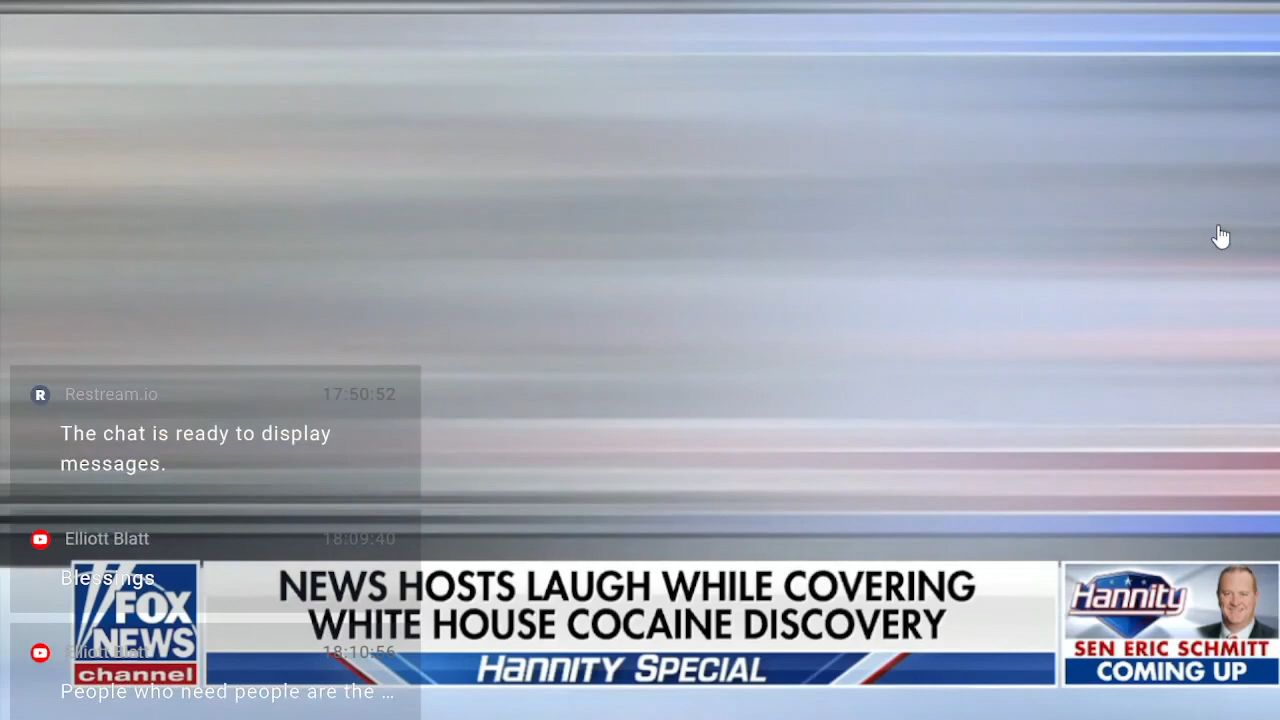 R Restream.io 17:50:52
The chat is ready to display
messages.
Elliott Blatt 18:09:40
Blessings
Elliott Blatt 18:10:56
People who need people are the ...
FOX
NEWS
channel
NEWS HOSTS LAUGH WHILE COVERING
WHITE HOUSE COCAINE DISCOVERY
HANNITY SPECIAL
Hannity
SEN ERIC SCHMITT
COMING UP